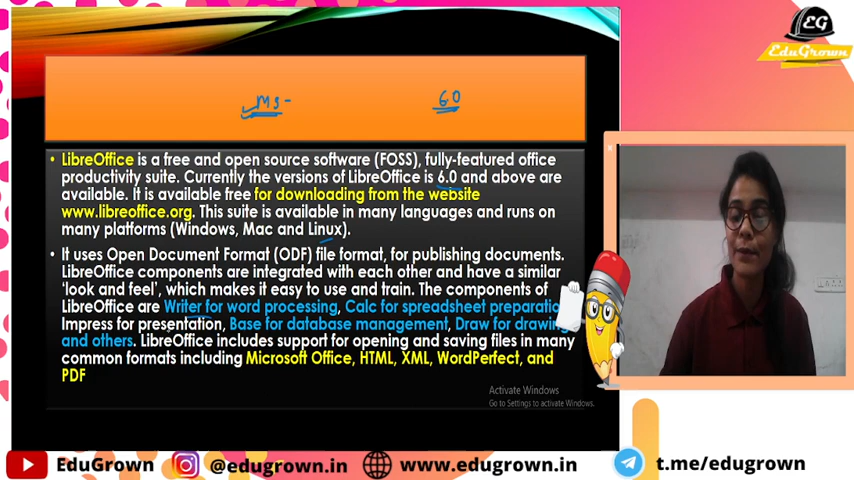 EG
EduGrown
MS-
60
• LibreOffice is a free and open source software (FOSS), fully-featured office
productivity suite. Currently the versions of LibreOffice is 6.0 and above are
available. It is available free for downloading from the website
www.libreoffice.org. This suite is available in many languages and runs on
many platforms (Windows, Mac and Linux).
• It uses Open Document Format (ODF) file format, for publishing documents.
LibreOffice components are integrated with each other and have a similar
‘look and feel’, which makes it easy to use and train. The components of
LibreOffice are Writer for word processing, Calc for spreadsheet preparatio
Impress for presentation, Base for database management, Draw for drawing
and others. LibreOffice includes support for opening and saving files in many
common formats including Microsoft Office, HTML, XML, WordPerfect, and
PDF
Activate Windows
Go to Settings to activate Windows.
EduGrown @edugrown.in www.edugrown.in t.me/edugrown